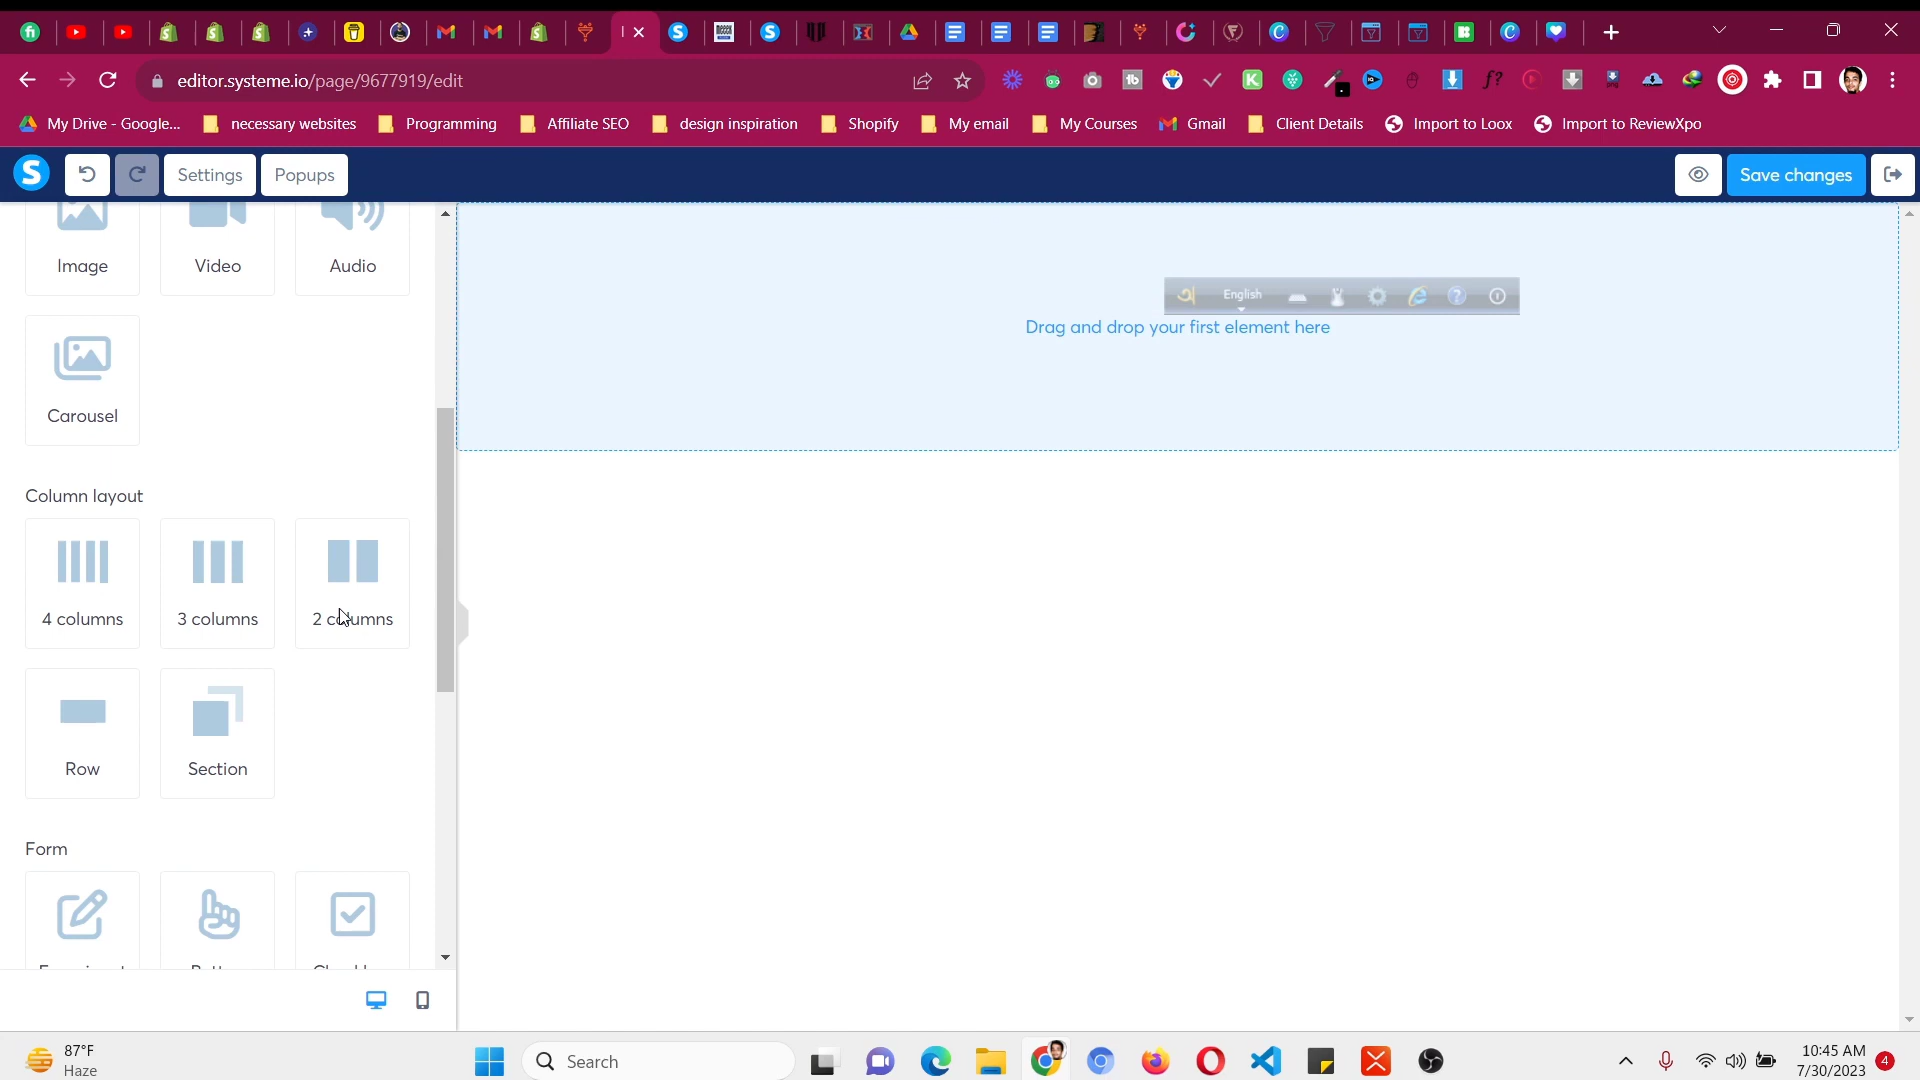 editor.systeme.io/page/9677919/edit
My Drive - Google...
necessary websites
Programming
Affiliate SEO
design inspiration
Shopify
My email
My Courses
Gmail
Client Details
Import to Loox
Import to ReviewXpo
Settings
Popups
Save changes
Image
Video
Audio
English
Drag and drop your first element here
Carousel
Column layout
4 columns
3 columns
2 columns
Row
Section
Form
87°F
Haze
Search
10:45 AM
7/30/2023
4